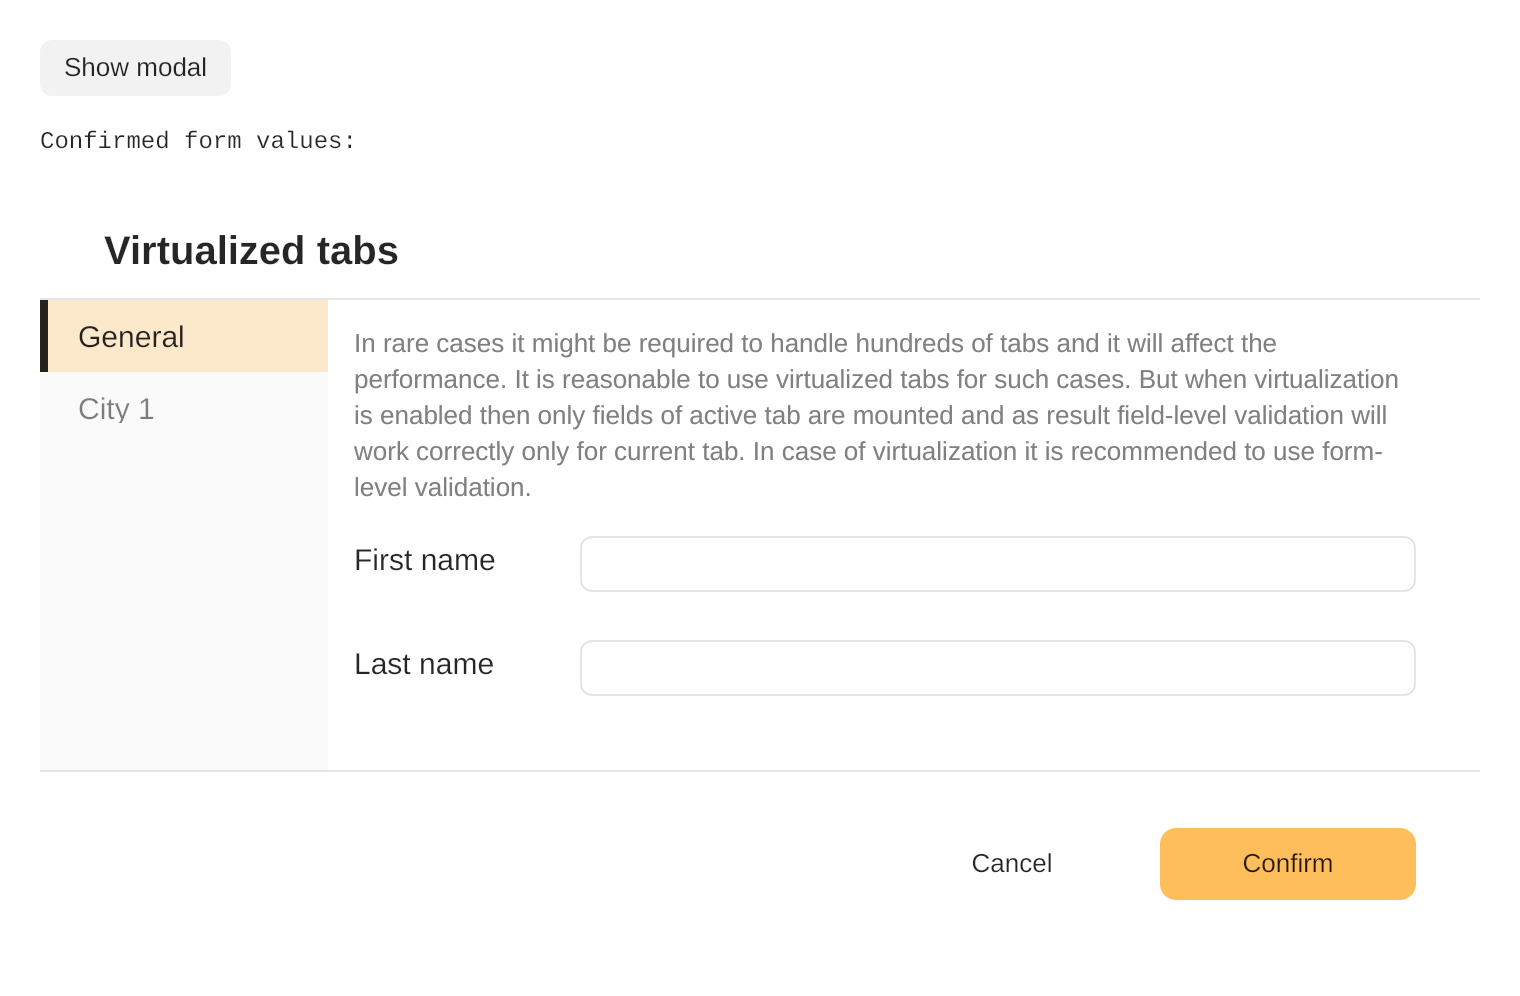 Show modal
Confirmed form values:
Virtualized tabs
General
City 1
In rare cases it might be required to handle hundreds of tabs and it will affect the
performance. It is reasonable to use virtualized tabs for such cases. But when virtualization
is enabled then only fields of active tab are mounted and as result field-level validation will
work correctly only for current tab. In case of virtualization it is recommended to use form-
level validation.
First name
Last name
Cancel
Confirm